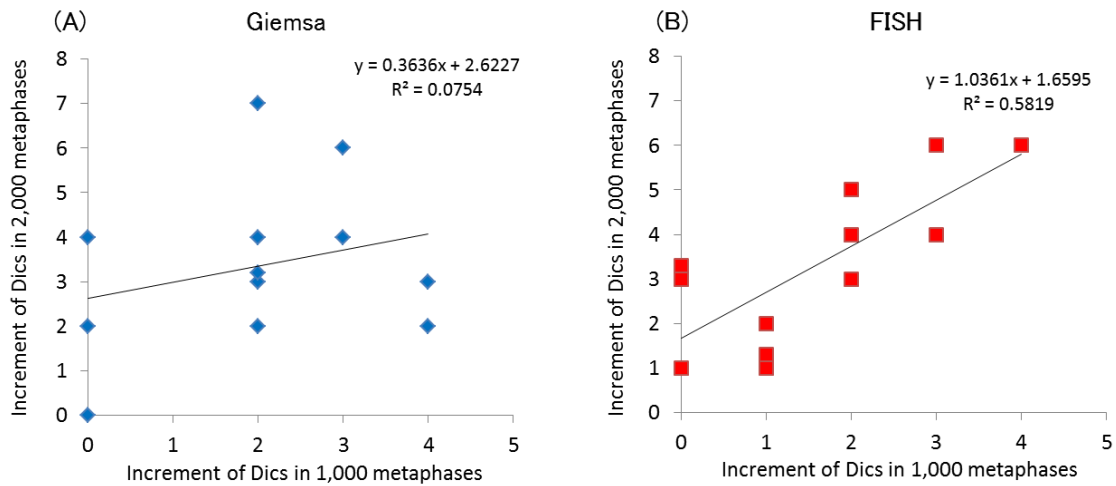 (A)
Giemsa
y = 0.3636x + 2.6227
R² = 0.0754
Increment of Dics in 2,000 metaphases
8
7
6
5
4
3
2
1
0
0 1 2 3 4 5
Increment of Dics in 1,000 metaphases
(B)
FISH
y = 1.0361x + 1.6595
R² = 0.5819
Increment of Dics in 2,000 metaphases
8
7
6
5
4
3
2
1
0
0 1 2 3 4 5
Increment of Dics in 1,000 metaphases